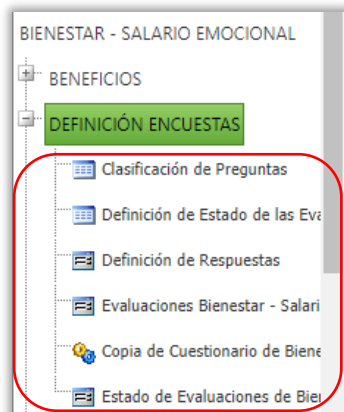 BIENESTAR - SALARIO EMOCIONAL
BENEFICIOS
DEFINICIÓN ENCUESTAS
Clasificación de Preguntas
Definición de Estado de las Eva
Definición de Respuestas
Evaluaciones Bienestar - Salari
Copia de Cuestionario de Biene
Estado de Evaluaciones de Bier